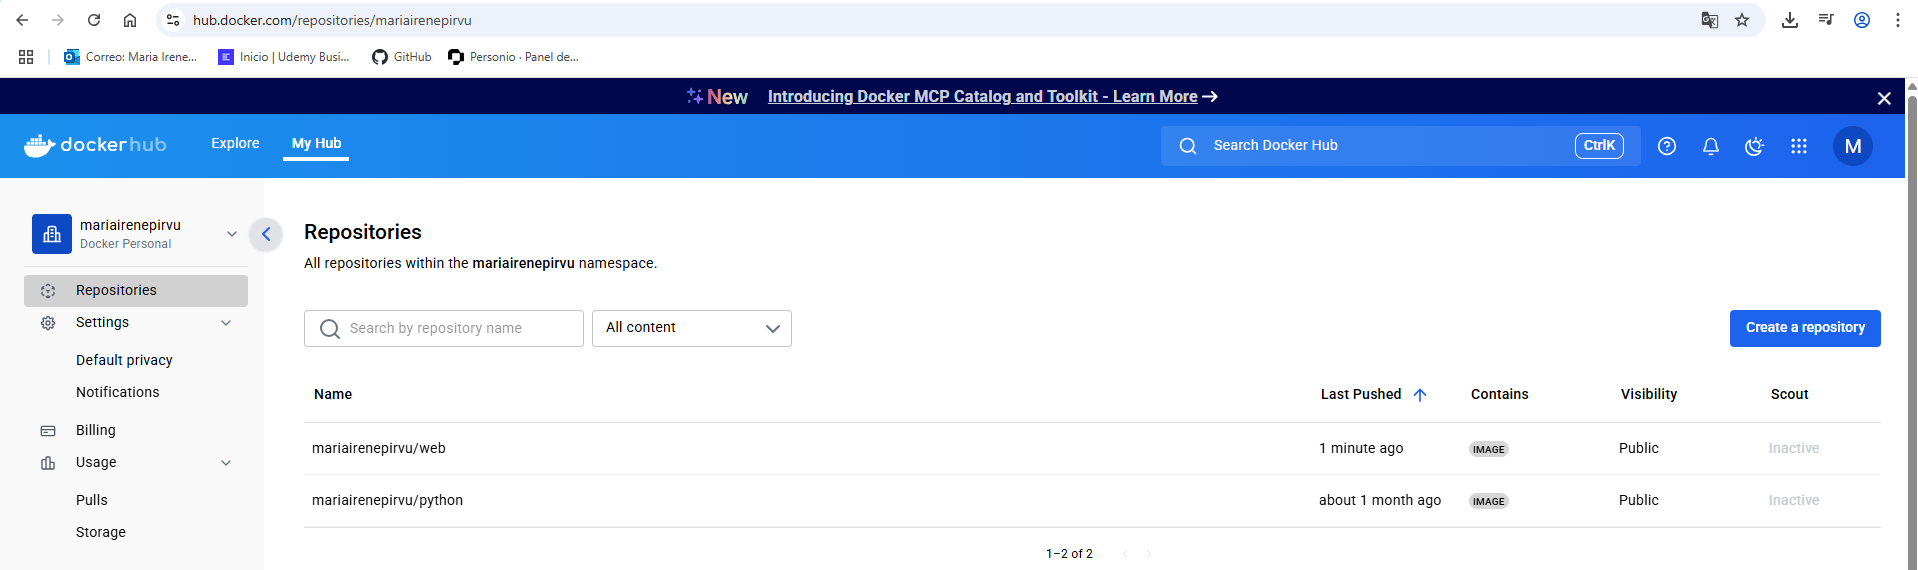 hub.docker.com/repositories/mariairenepirvu
Correo: Maria Irene... Inicio | Udemy Busi... GitHub Personio · Panel de...
New Introducing Docker MCP Catalog and Toolkit - Learn More →
dockerhub Explore My Hub Search Docker Hub CtrlK M
mariairenepirvu
Docker Personal
Repositories
Settings
Default privacy
Notifications
Billing
Usage
Pulls
Storage
Repositories
All repositories within the mariairenepirvu namespace.
Search by repository name All content Create a repository
Name Last Pushed Contains Visibility Scout
mariairenepirvu/web 1 minute ago IMAGE Public Inactive
mariairenepirvu/python about 1 month ago IMAGE Public Inactive
1–2 of 2